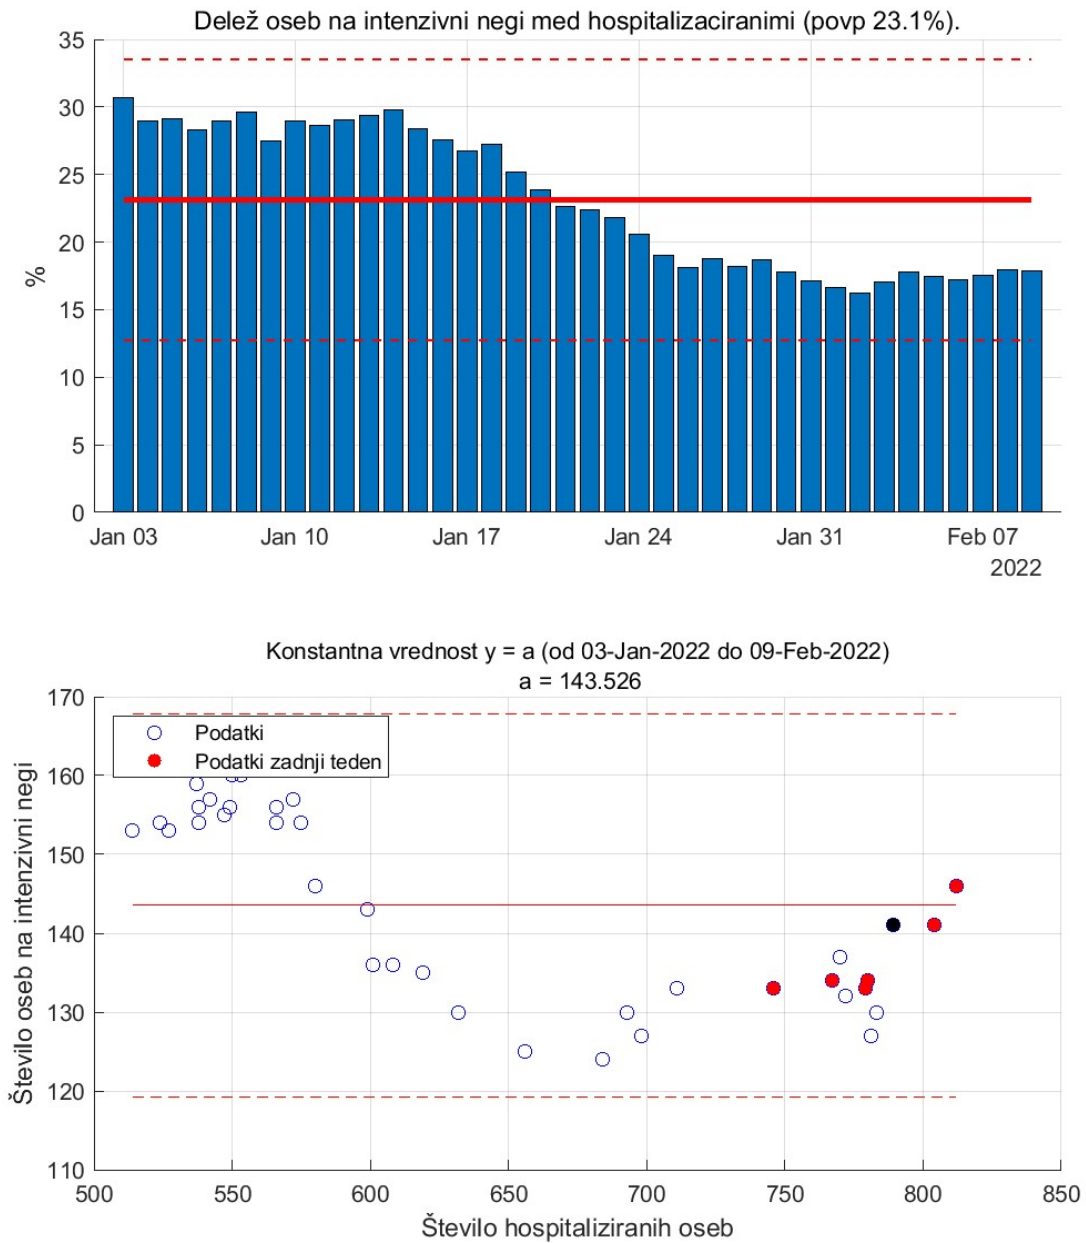 Delež oseb na intenzivni negi med hospitalizaciranimi (povp 23.1%).
35
30
25
20
15
10
5
0
%
Jan 03 Jan 10 Jan 17 Jan 24 Jan 31 Feb 07
2022
Konstantna vrednost y = a (od 03-Jan-2022 do 09-Feb-2022)
a = 143.526
170
160
150
140
130
120
110
Število oseb na intenzivni negi
Podatki
Podatki zadnji teden
500 550 600 650 700 750 800 850
Število hospitaliziranih oseb